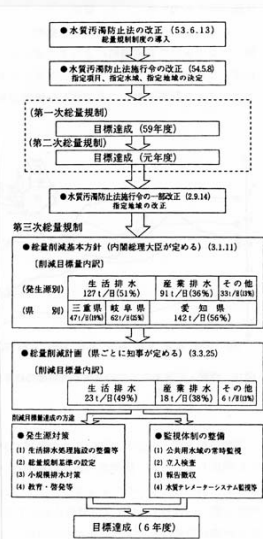 ●水質汚濁防止法の改正 (53.6.13)
総量規制制度の導入
●水質汚濁防止法施行令の改正 (54.5.8)
指定項目、指定水域、指定地域の決定
(第一次総量規制)
目標達成 (59年度)
(第二次総量規制)
目標達成 (元年度)
●水質汚濁防止法施行令の一部改正 (2.9.14)
指定地域の改正
第三次総量規制
●総量削減基本方針 (内閣総理大臣が定める) (3.1.11)
[削減目標量内訳]
(発生源別) 生活排水 産業排水 その他
127t/日(51%) 91t/日(36%) 33t/日(13%)
(県別) 三重県 岐阜県 愛知県
47t/日(19%) 62t/日(25%) 142t/日(56%)
●総量削減計画 (県ごとに知事が定める) (3.3.25)
[削減目標量内訳]
生活排水 産業排水 その他
23t/日(49%) 18t/日(38%) 6t/日(13%)
削減目標量達成の方途
●発生源対策
(1) 生活排水処理施設の整備等
(2) 総量規制基準の設定
(3) 小規模排水対策
(4) 教育・啓発等
●監視体制の整備
(1) 公共用水域の常時監視
(2) 立入検査
(3) 報告徴収
(4) 水質テレメーターシステム監視等
目標達成 (6年度)